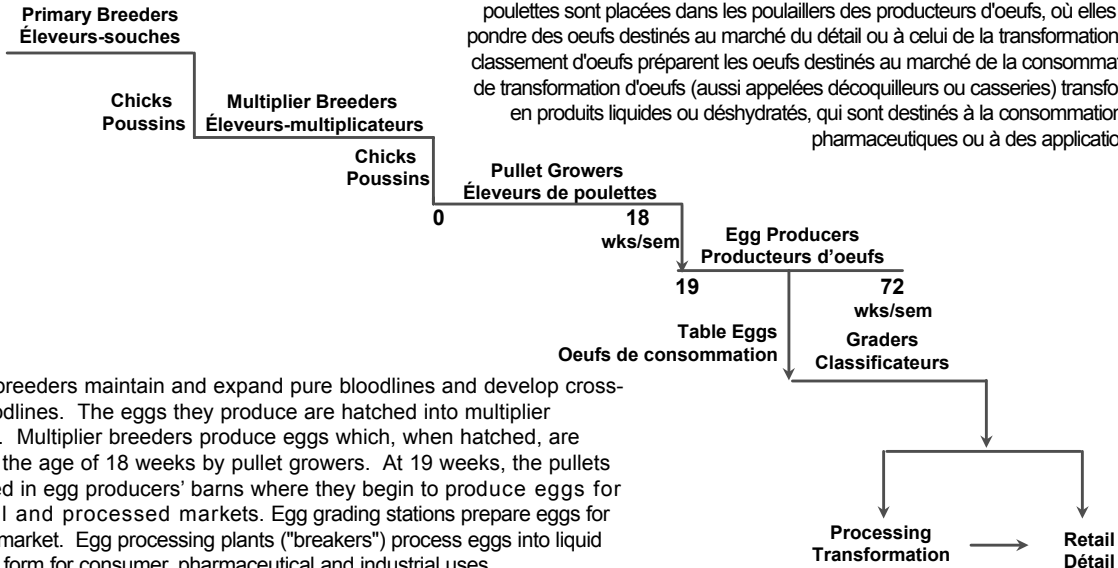 Primary Breeders
Éleveurs-souches
poulettes sont placées dans les poulaillers des producteurs d'oeufs, où elles
pondre des oeufs destinés au marché du détail ou à celui de la transformation
classement d'oeufs préparent les oeufs destinés au marché de la
de transformation d'oeufs (aussi appelées décoquilleurs ou casseries)
en produits liquides ou déshydratés, qui sont destinés à la consommation
pharmaceutiques ou à des
Chicks
Poussins
Multiplier Breeders
Éleveurs-multiplicateurs
Chicks
Poussins
Pullet Growers
Éleveurs de poulettes
0 18
wks/sem
Egg Producers
Producteurs d'oeufs
19 72
wks/sem
Table Eggs
Oeufs de consommation
Graders
Classificateurs
breeders maintain and expand pure bloodlines and develop cross-
The eggs they produce are hatched into multiplier
Multiplier breeders produce eggs which, when hatched, are
the age of 18 weeks by pullet growers. At 19 weeks, the pullets
in egg producers' barns where they begin to produce eggs for
and processed markets. Egg grading stations prepare eggs for
market. Egg processing plants ("breakers") process eggs into liquid
form for consumer, pharmaceutical and industrial uses
Processing
Transformation
Retail
Détail